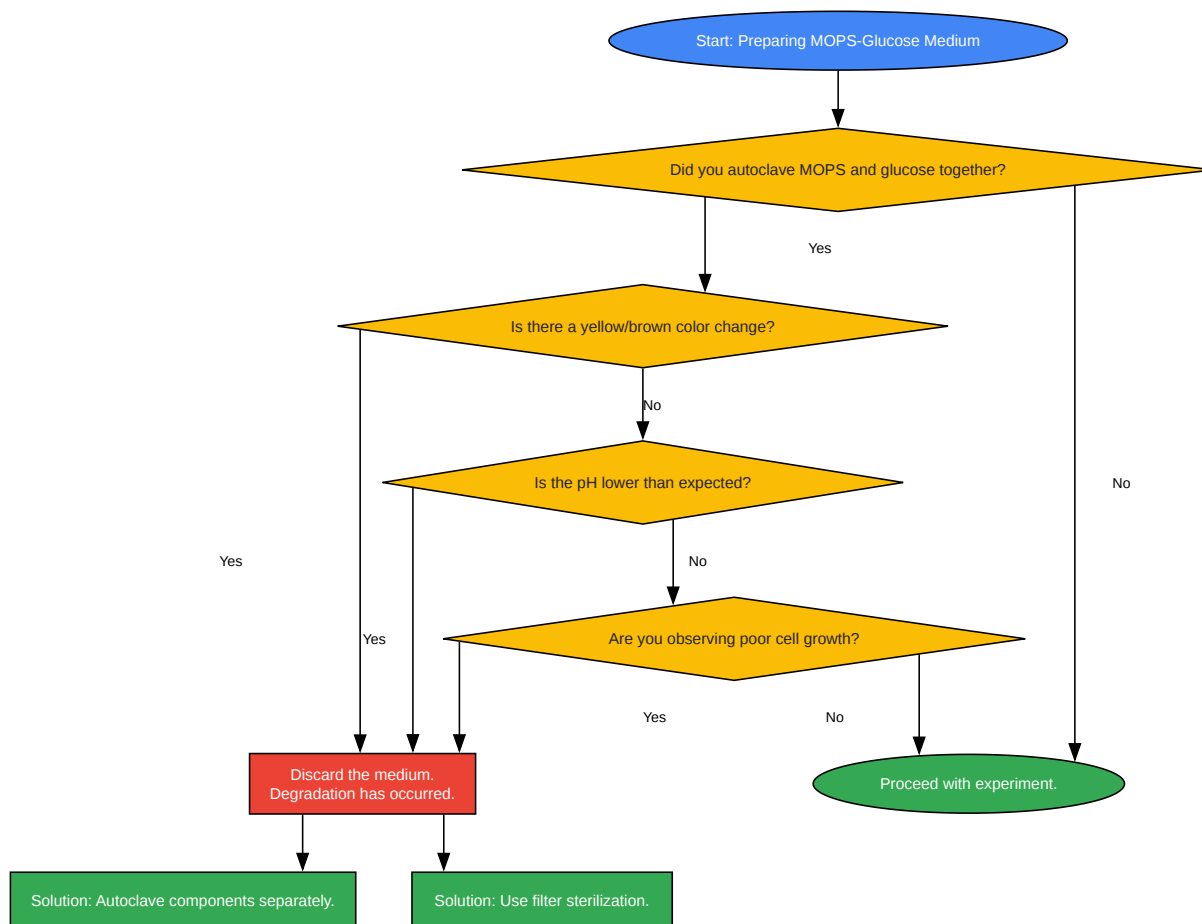 Start: Preparing MOPS-Glucose Medium
Did you autoclave MOPS and glucose together?
Yes
Is there a yellow/brown color change?
No
Is the pH lower than expected?
No
Yes
No
Yes
Are you observing poor cell growth?
Yes
No
Discard the medium.
Degradation has occurred.
Proceed with experiment.
Solution: Autoclave components separately.
Solution: Use filter sterilization.